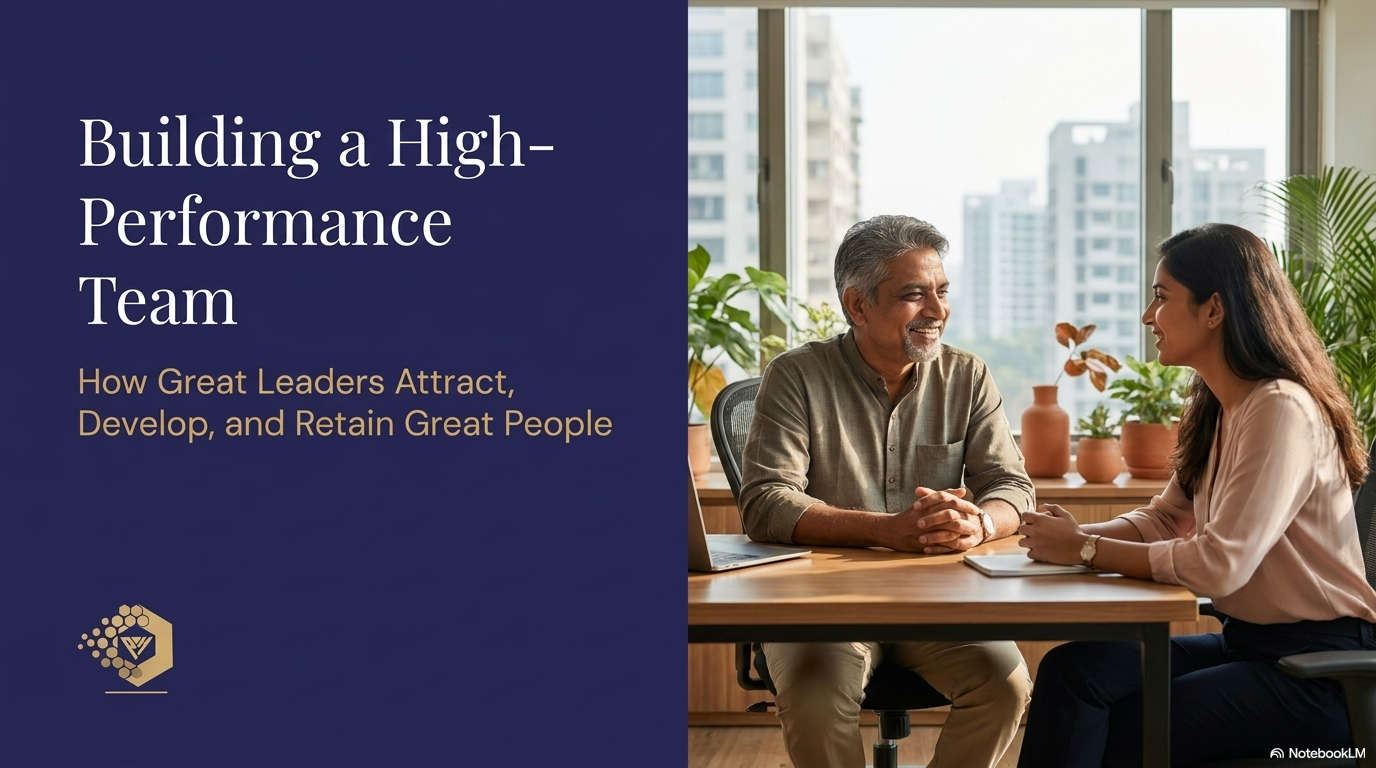 Building a High-
Performance
Team
How Great Leaders Attract,
Develop, and Retain Great People
NotebookLM